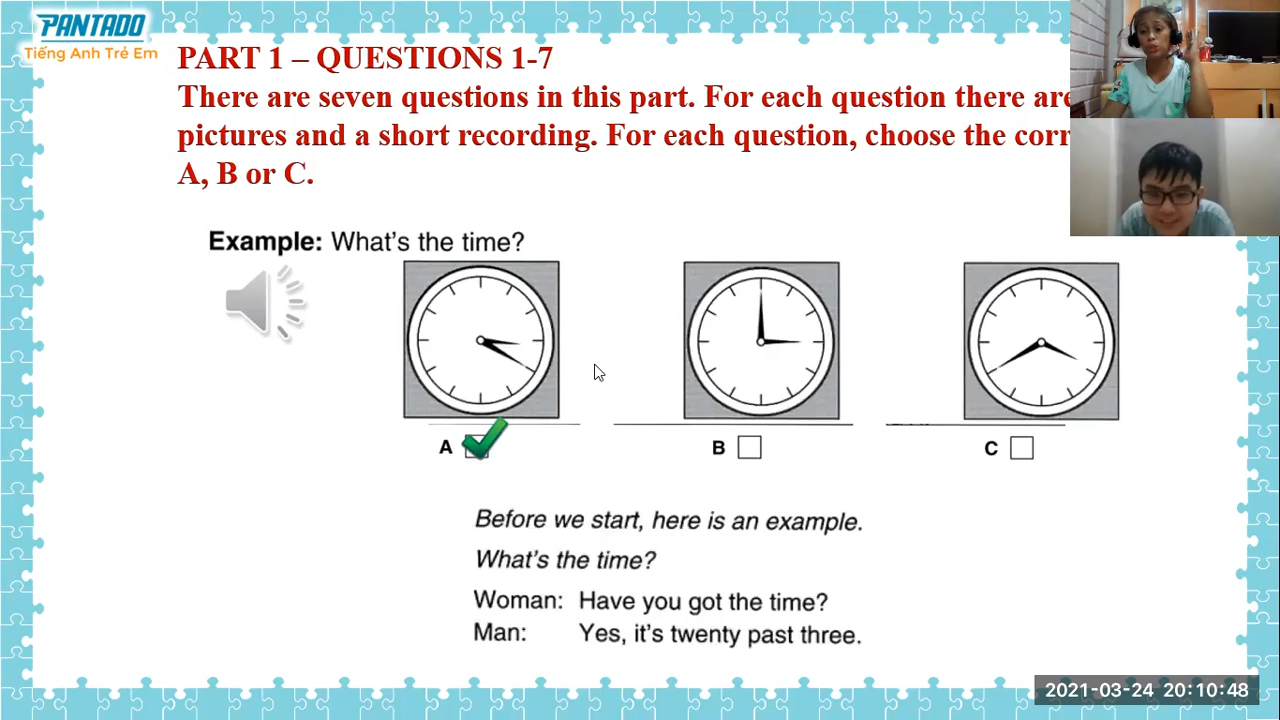 PANTADO
Tiếng Anh Trẻ Em
PART 1 – QUESTIONS 1-7
There are seven questions in this part. For each question there are
pictures and a short recording. For each question, choose the
A, B or C.
Example: What's the time?
A
B
C
Before we start, here is an example.
What's the time?
Woman: Have you got the time?
Man: Yes, it's twenty past three.
2021-03-24 20:10:48